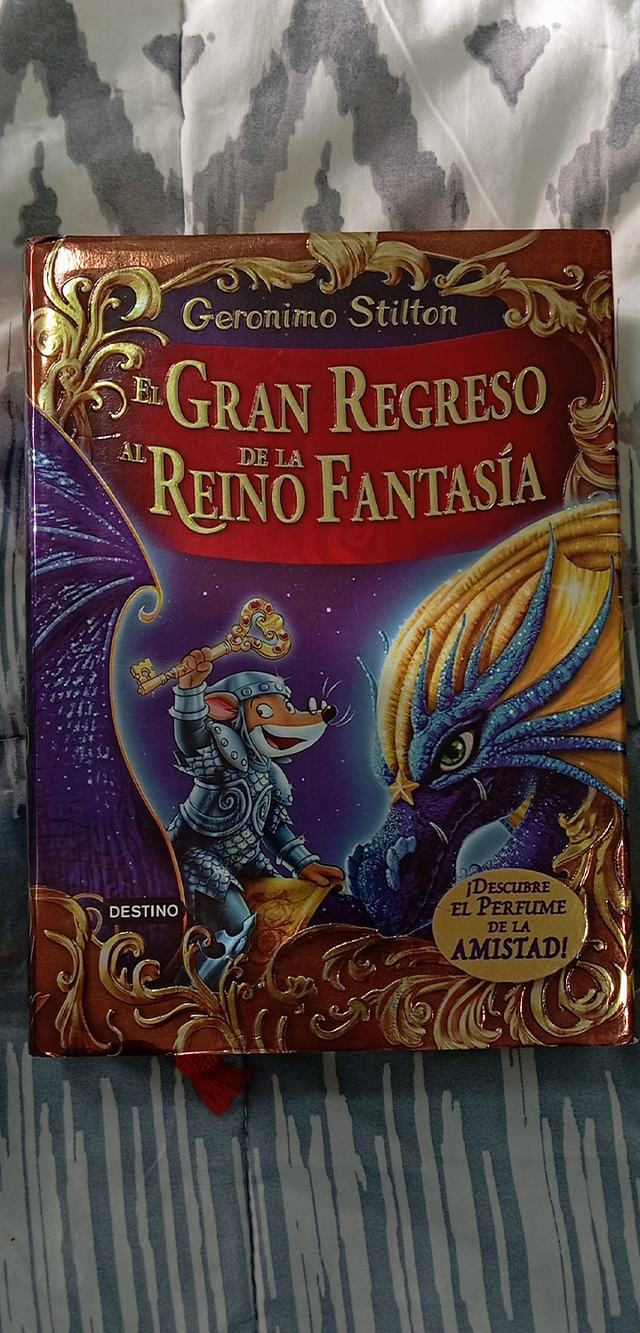 Geronimo Stilton
EL GRAN REGRESO
AL REINO DE LA FANTASÍA
DESTINO
¡DESCUBRE
EL PERFUME
DE LA
AMISTAD!